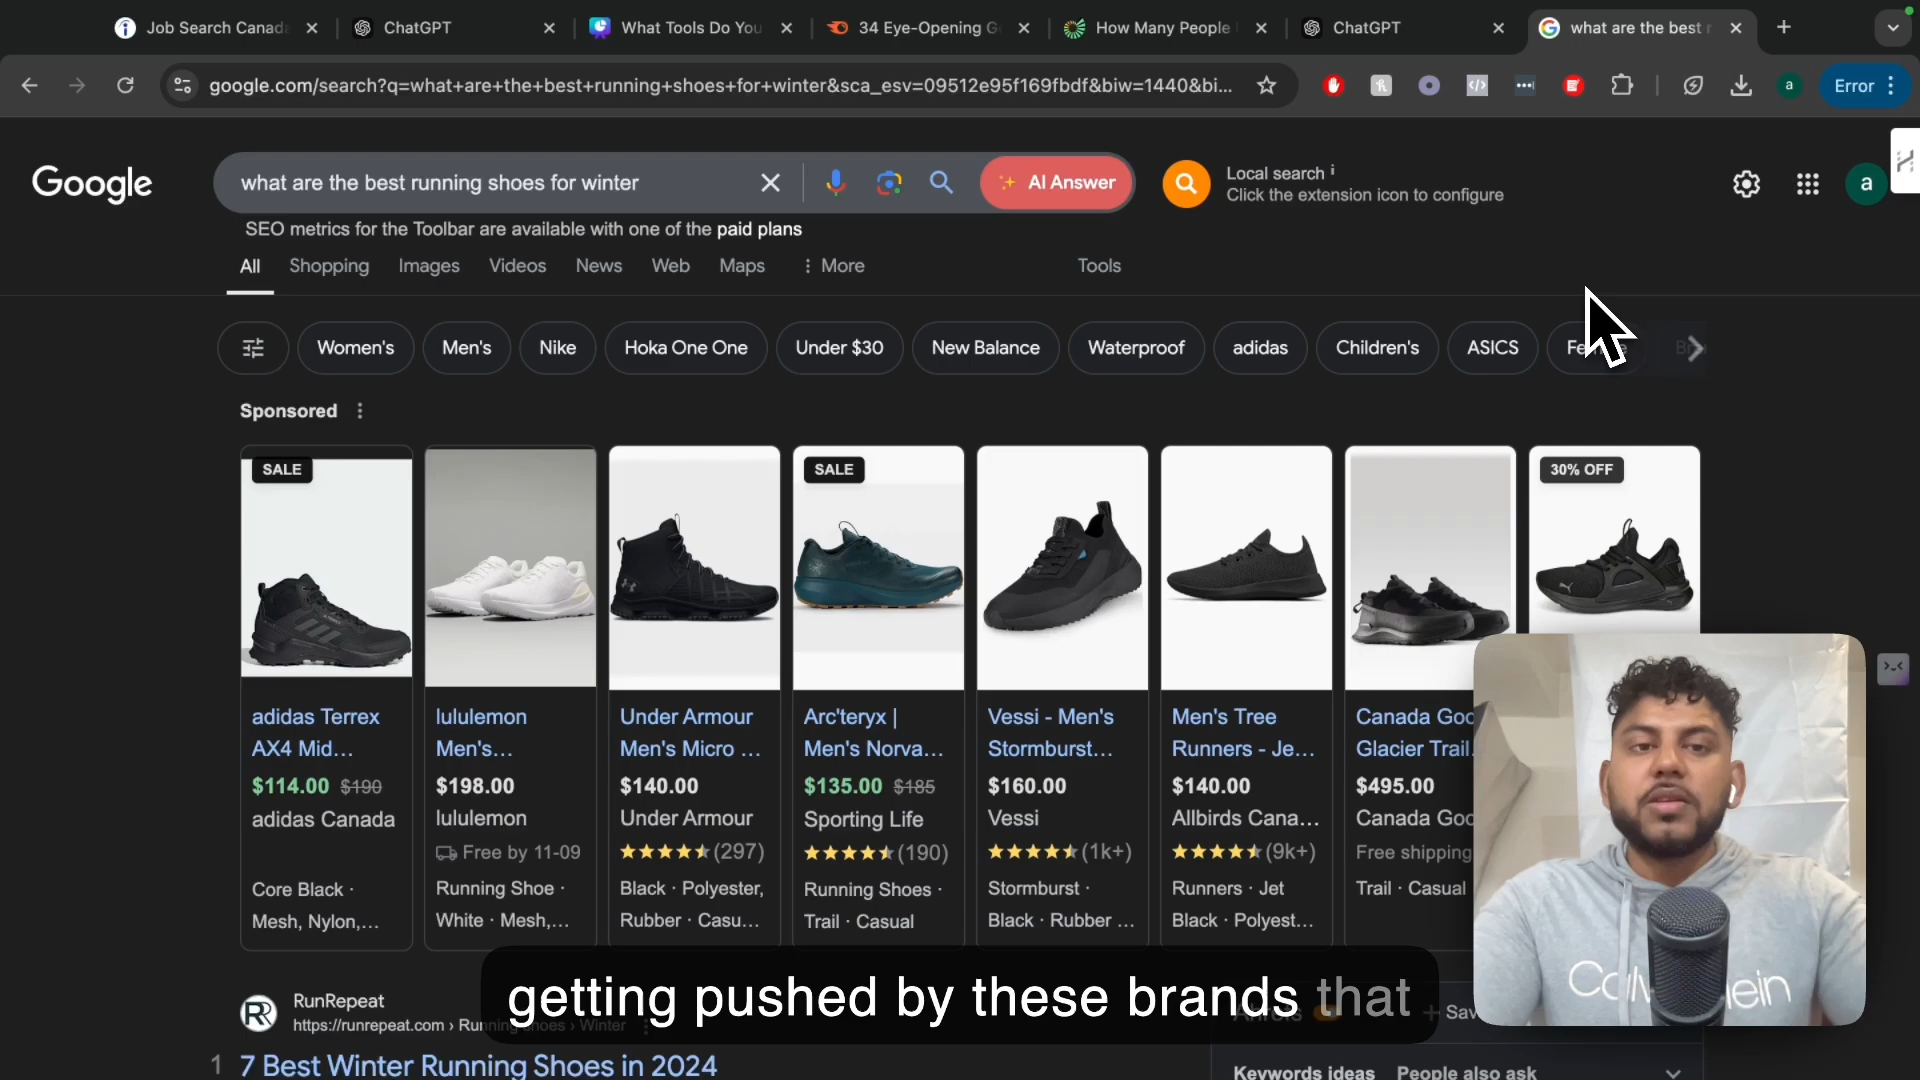 Job Search Canad
ChatGPT
What Tools Do You
34 Eye-Opening G
How Many People
ChatGPT
what are the best r
google.com/search?q=what+are+the+best+running+shoes+for+winter&sca_esv=09512e95f169fbdf&biw=1440&bi...
a
Error
Google
what are the best running shoes for winter
AI Answer
Local search i
Click the extension icon to configure
a
SEO metrics for the Toolbar are available with one of the paid plans
All
Shopping
Images
Videos
News
Web
Maps
More
Tools
Women's
Men's
Nike
Hoka One One
Under $30
New Balance
Waterproof
adidas
Children's
ASICS
Sponsored
SALE
SALE
30% OFF
adidas Terrex
AX4 Mid...
$114.00 $190
adidas Canada
Core Black ·
Mesh, Nylon,...
lululemon
Men's...
$198.00
lululemon
Free by 11-09
Running Shoe ·
White · Mesh,...
Under Armour
Men's Micro ...
$140.00
Under Armour
(297)
Black · Polyester,
Rubber · Casu...
Arc'teryx |
Men's Norva...
$135.00 $185
Sporting Life
(190)
Running Shoes ·
Trail · Casual
Vessi - Men's
Stormburst...
$160.00
Vessi
(1k+)
Stormburst ·
Black · Rubber ...
Men's Tree
Runners - Je...
$140.00
Allbirds Cana...
(9k+)
Runners · Jet
Black · Polyest...
Canada Goo
Glacier Trail.
$495.00
Canada Goo
Free shipping
Trail · Casual
getting pushed by these brands that
RunRepeat
https://runrepeat.com › Running shoes › Winter
1 7 Best Winter Running Shoes in 2024
Ahrefs
+ Sav
Keywords ideas
People also ask